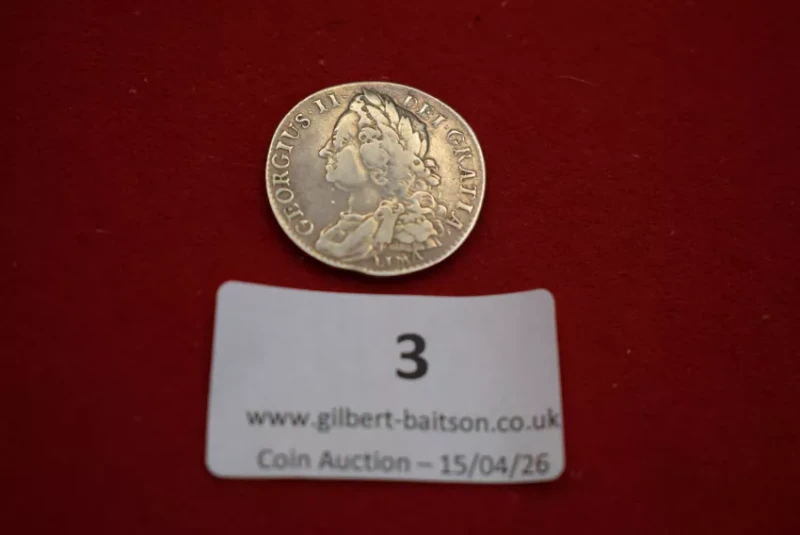 GEORGIUS · II · DEI · GRATIA ·
LIMA
3
www.gilbert-baitson.co.uk
Coin Auction – 15/04/26